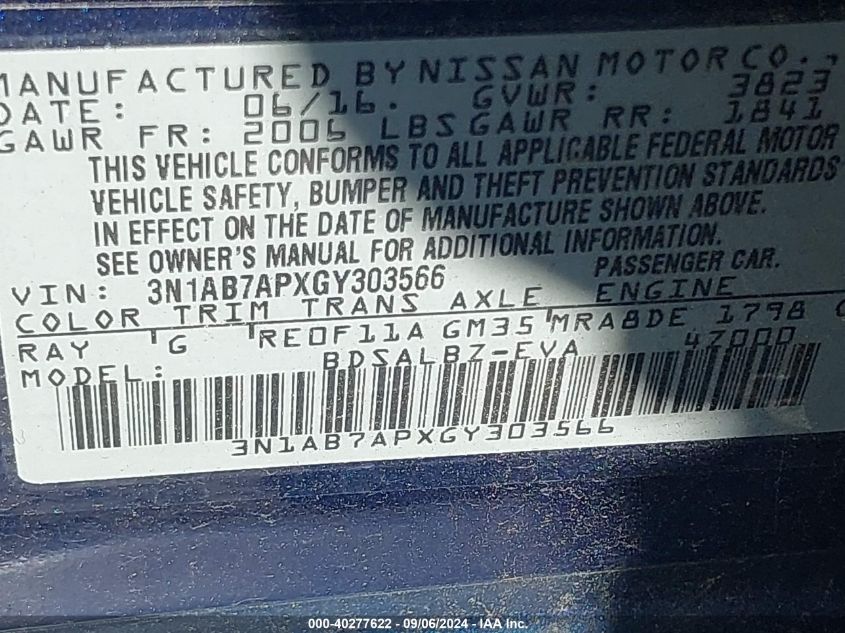 MANUFACTURED BY NISSAN MOTOR CO.,
DATE: 06/16. GVWR: 3823
GAWR FR: 2006 LBS GAWR RR: 1841
THIS VEHICLE CONFORMS TO ALL APPLICABLE FEDERAL MOTOR
VEHICLE SAFETY, BUMPER AND THEFT PREVENTION STANDARDS
IN EFFECT ON THE DATE OF MANUFACTURE SHOWN ABOVE.
SEE OWNER'S MANUAL FOR ADDITIONAL INFORMATION.
VIN: 3N1AB7APXGY303566 PASSENGER CAR.
COLOR TRIM TRANS AXLE ENGINE
RAY G RE0F11A GM35 MRA8DE 1798
MODEL: BDSALBZ-EVA 47000
3N1AB7APXGY303566
000-40277622 - 09/06/2024 - IAA Inc.